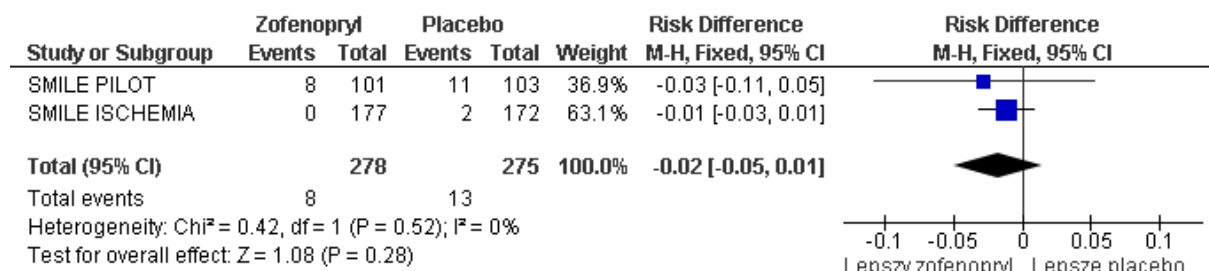 Zofenopryl Placebo Risk Difference Risk Difference
Study or Subgroup Events Total Events Total Weight M-H, Fixed, 95% CI M-H, Fixed, 95% CI
SMILE PILOT 8 101 11 103 36.9% -0.03 [-0.11, 0.05]
SMILE ISCHEMIA 0 177 2 172 63.1% -0.01 [-0.03, 0.01]
Total (95% CI) 278 275 100.0% -0.02 [-0.05, 0.01]
Total events 8 13
Heterogeneity: Chi² = 0.42, df = 1 (P = 0.52); I² = 0%
Test for overall effect: Z = 1.08 (P = 0.28)
-0.1 -0.05 0 0.05 0.1
Lepszy zofenopryl Lepsze placebo